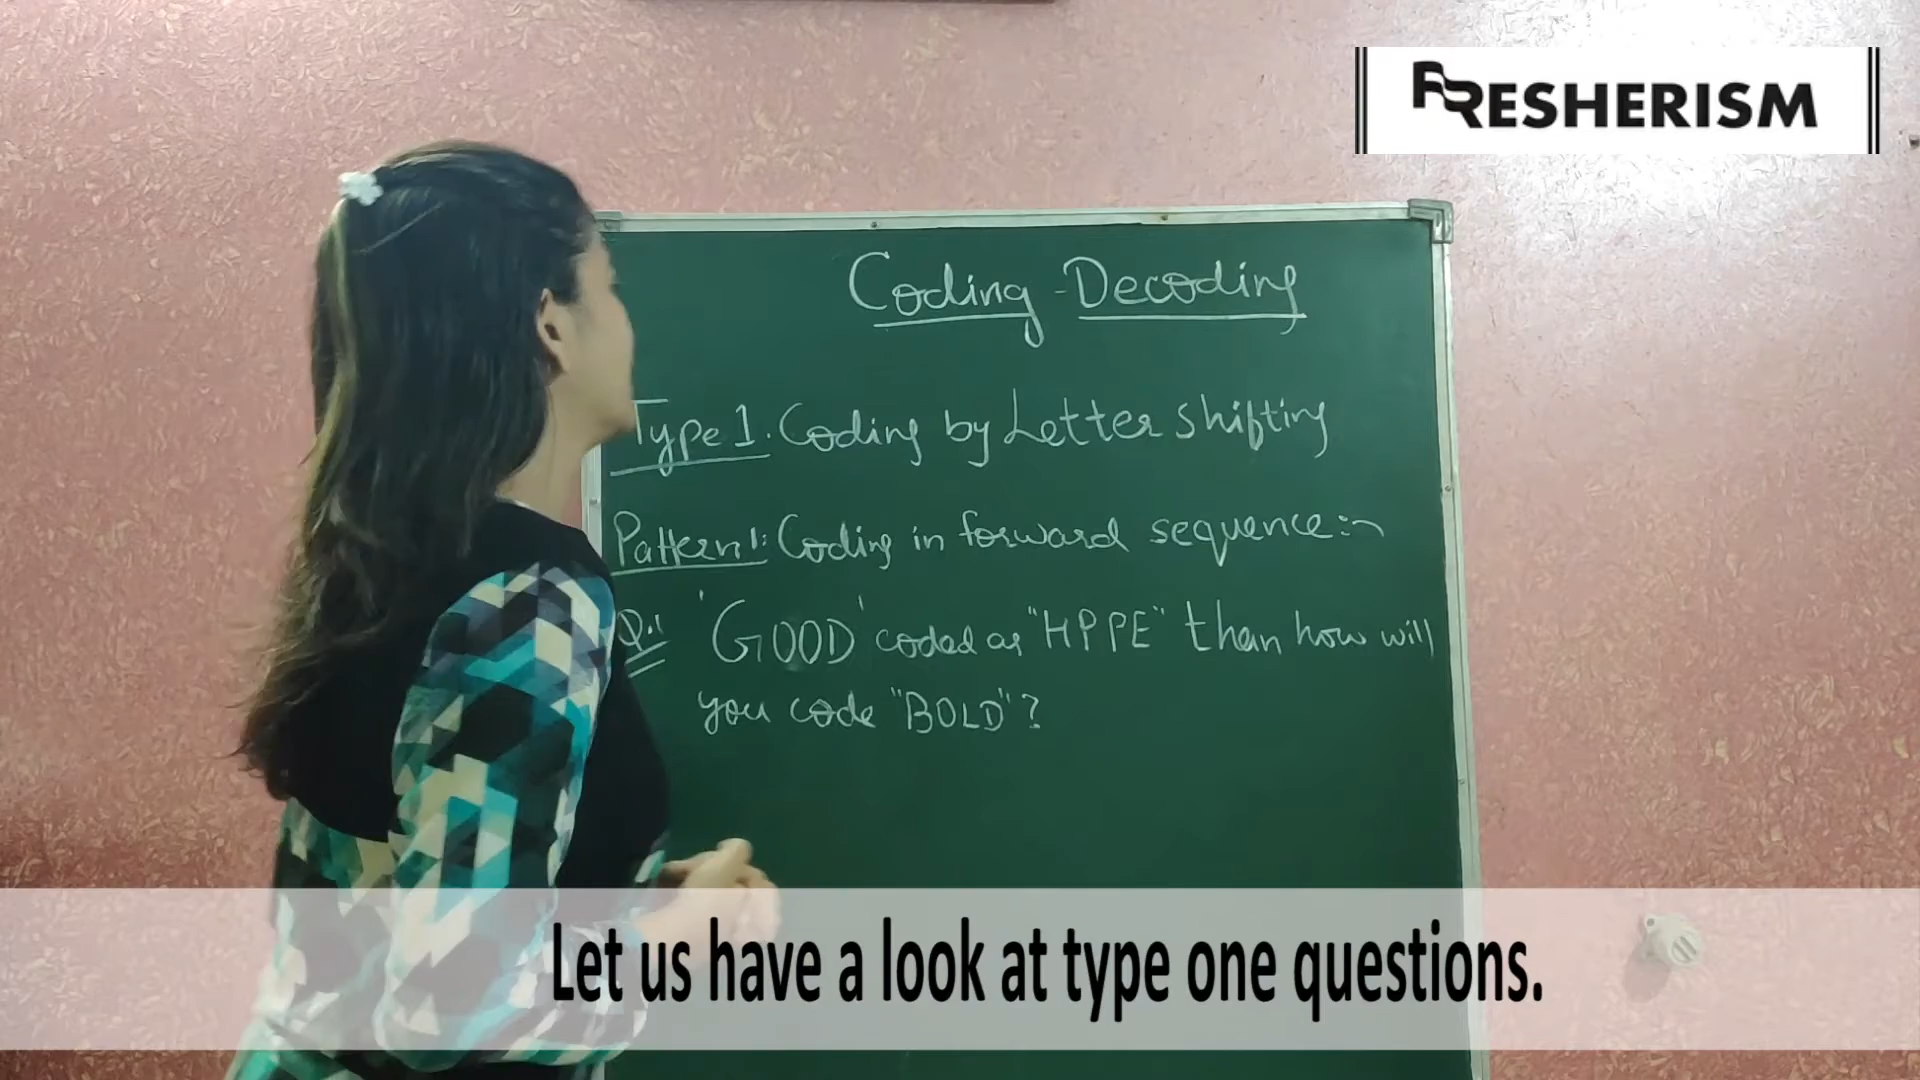 FRESHERISM
Coding-Decoding
Type 1. Coding by Letter shifting
Pattern 1: Coding in forward sequence:-
Q.1 'GOOD' coded as "HPPE" than how will
you code "BOLD"?
Let us have a look at type one questions.